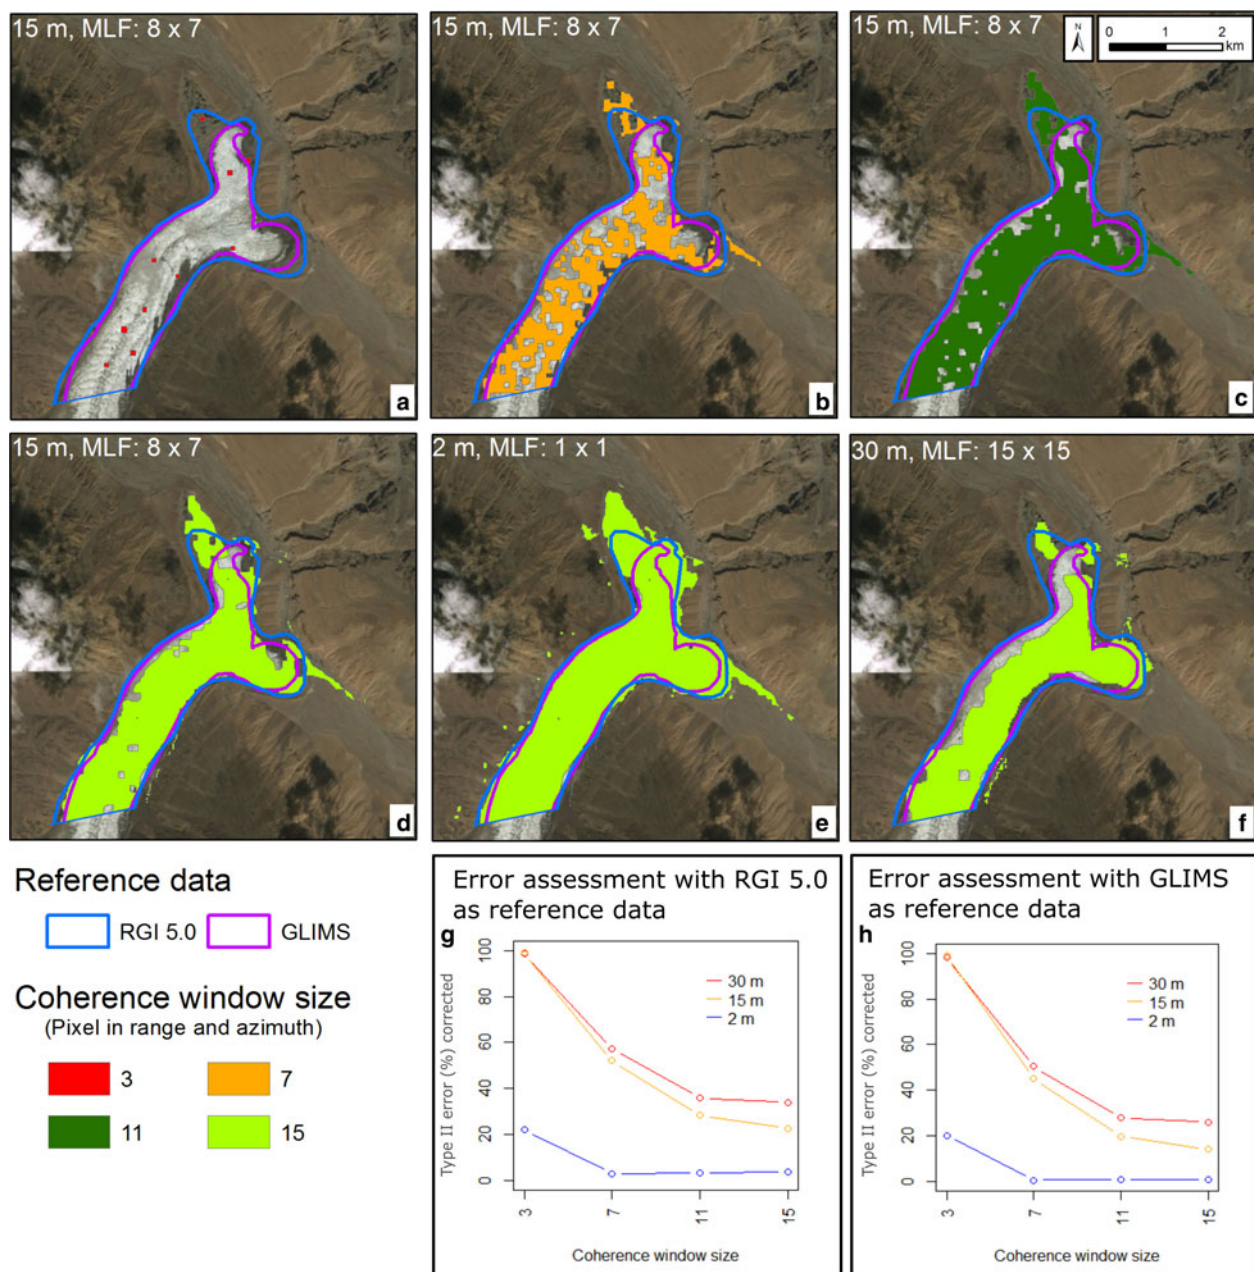 15 m, MLF: 8 x 7
a
15 m, MLF: 8 x 7
b
15 m, MLF: 8 x 7
N
0 1 2
km
c
15 m, MLF: 8 x 7
d
2 m, MLF: 1 x 1
e
30 m, MLF: 15 x 15
f
Reference data
RGI 5.0
GLIMS
Coherence window size
(Pixel in range and azimuth)
3
7
11
15
Error assessment with RGI 5.0
as reference data
g
Type II error (%) corrected
100
80
60
40
20
0
30 m
15 m
2 m
3 7 11 15
Coherence window size
Error assessment with GLIMS
as reference data
h
Type II error (%) corrected
100
80
60
40
20
0
30 m
15 m
2 m
3 7 11 15
Coherence window size